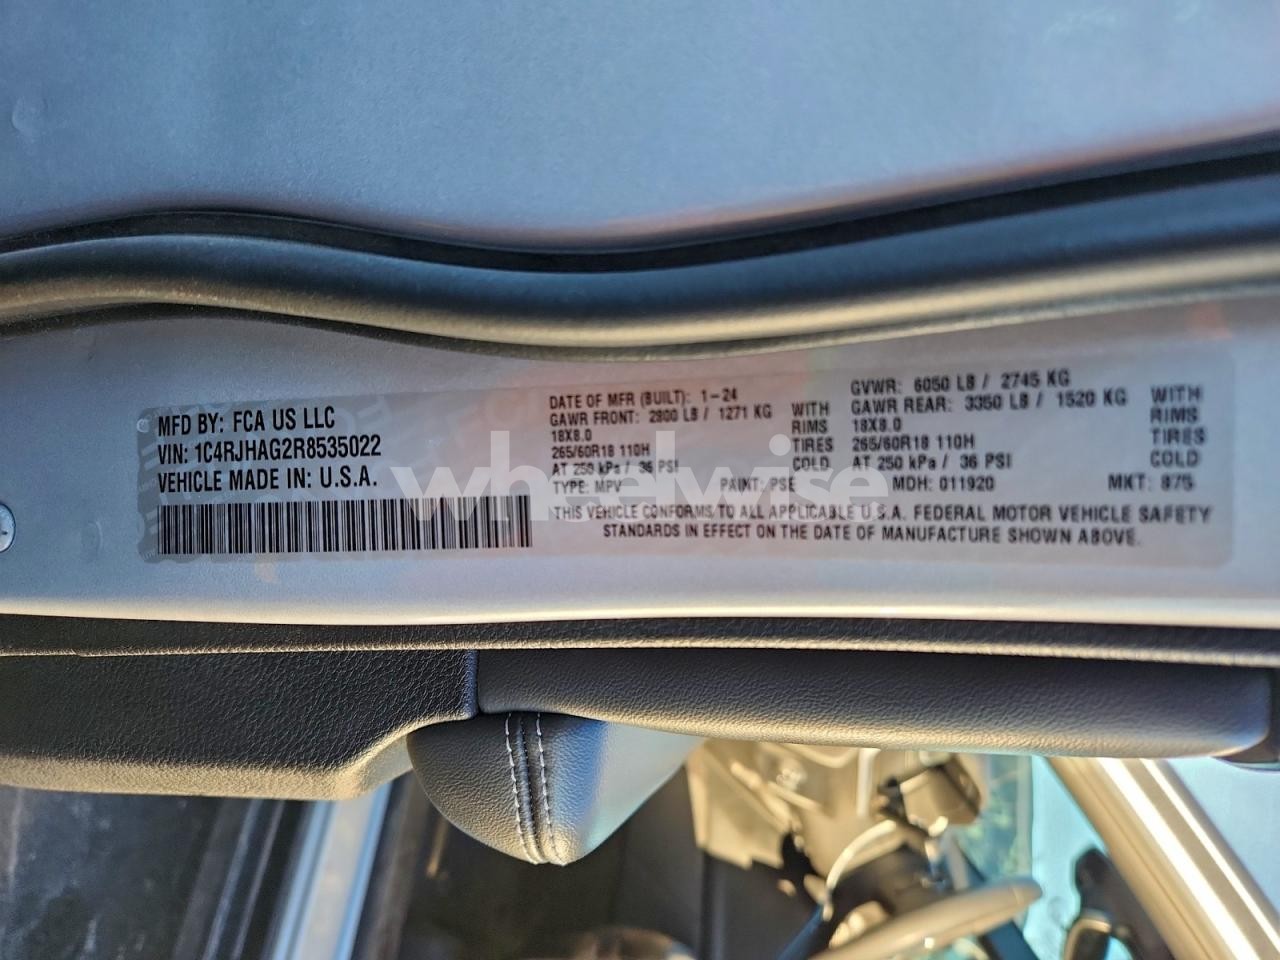 MFD BY: FCA US LLC
VIN: 1C4RJHAG2R8535022
VEHICLE MADE IN: U.S.A.
DATE OF MFR (BUILT): 1-24
GAWR FRONT: 2800 LB / 1271 KG WITH
18X8.0 RIMS
265/60R18 110H TIRES
AT 250 kPa / 36 PSI COLD
TYPE: MPV PAINT: PSE
GVWR: 6050 LB / 2745 KG
GAWR REAR: 3350 LB / 1520 KG WITH
18X8.0 RIMS
265/60R18 110H TIRES
AT 250 kPa / 36 PSI COLD
MDH: 011920 MKT: 875
THIS VEHICLE CONFORMS TO ALL APPLICABLE U.S.A. FEDERAL MOTOR VEHICLE SAFETY
STANDARDS IN EFFECT ON THE DATE OF MANUFACTURE SHOWN ABOVE.
wheelwise